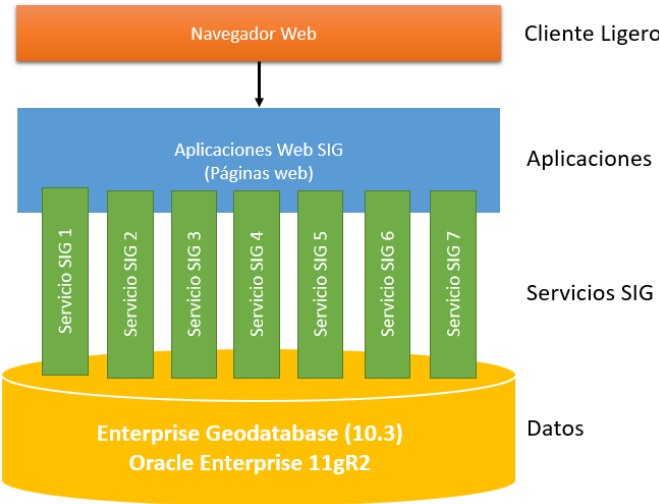 Navegador Web
Cliente Ligero
Aplicaciones Web SIG
(Páginas web)
Aplicaciones
Servicio SIG 1
Servicio SIG 2
Servicio SIG 3
Servicio SIG 4
Servicio SIG 5
Servicio SIG 6
Servicio SIG 7
Servicios SIG
Enterprise Geodatabase (10.3)
Oracle Enterprise 11gR2
Datos